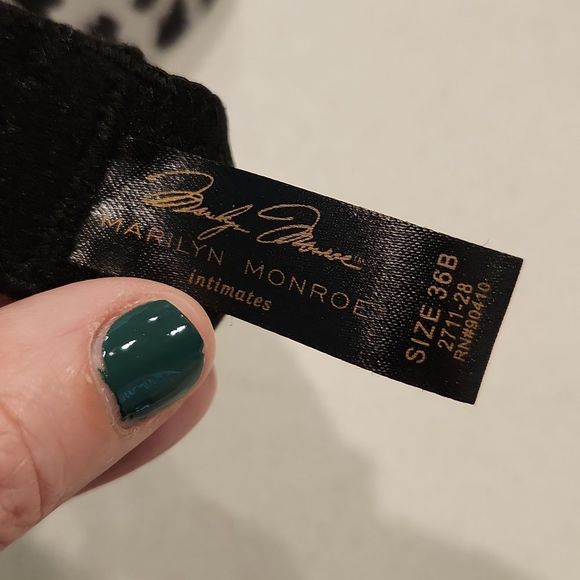 Marilyn Monroe™
MARILYN MONROE
intimates
SIZE 36B
2711-28
RN#90410